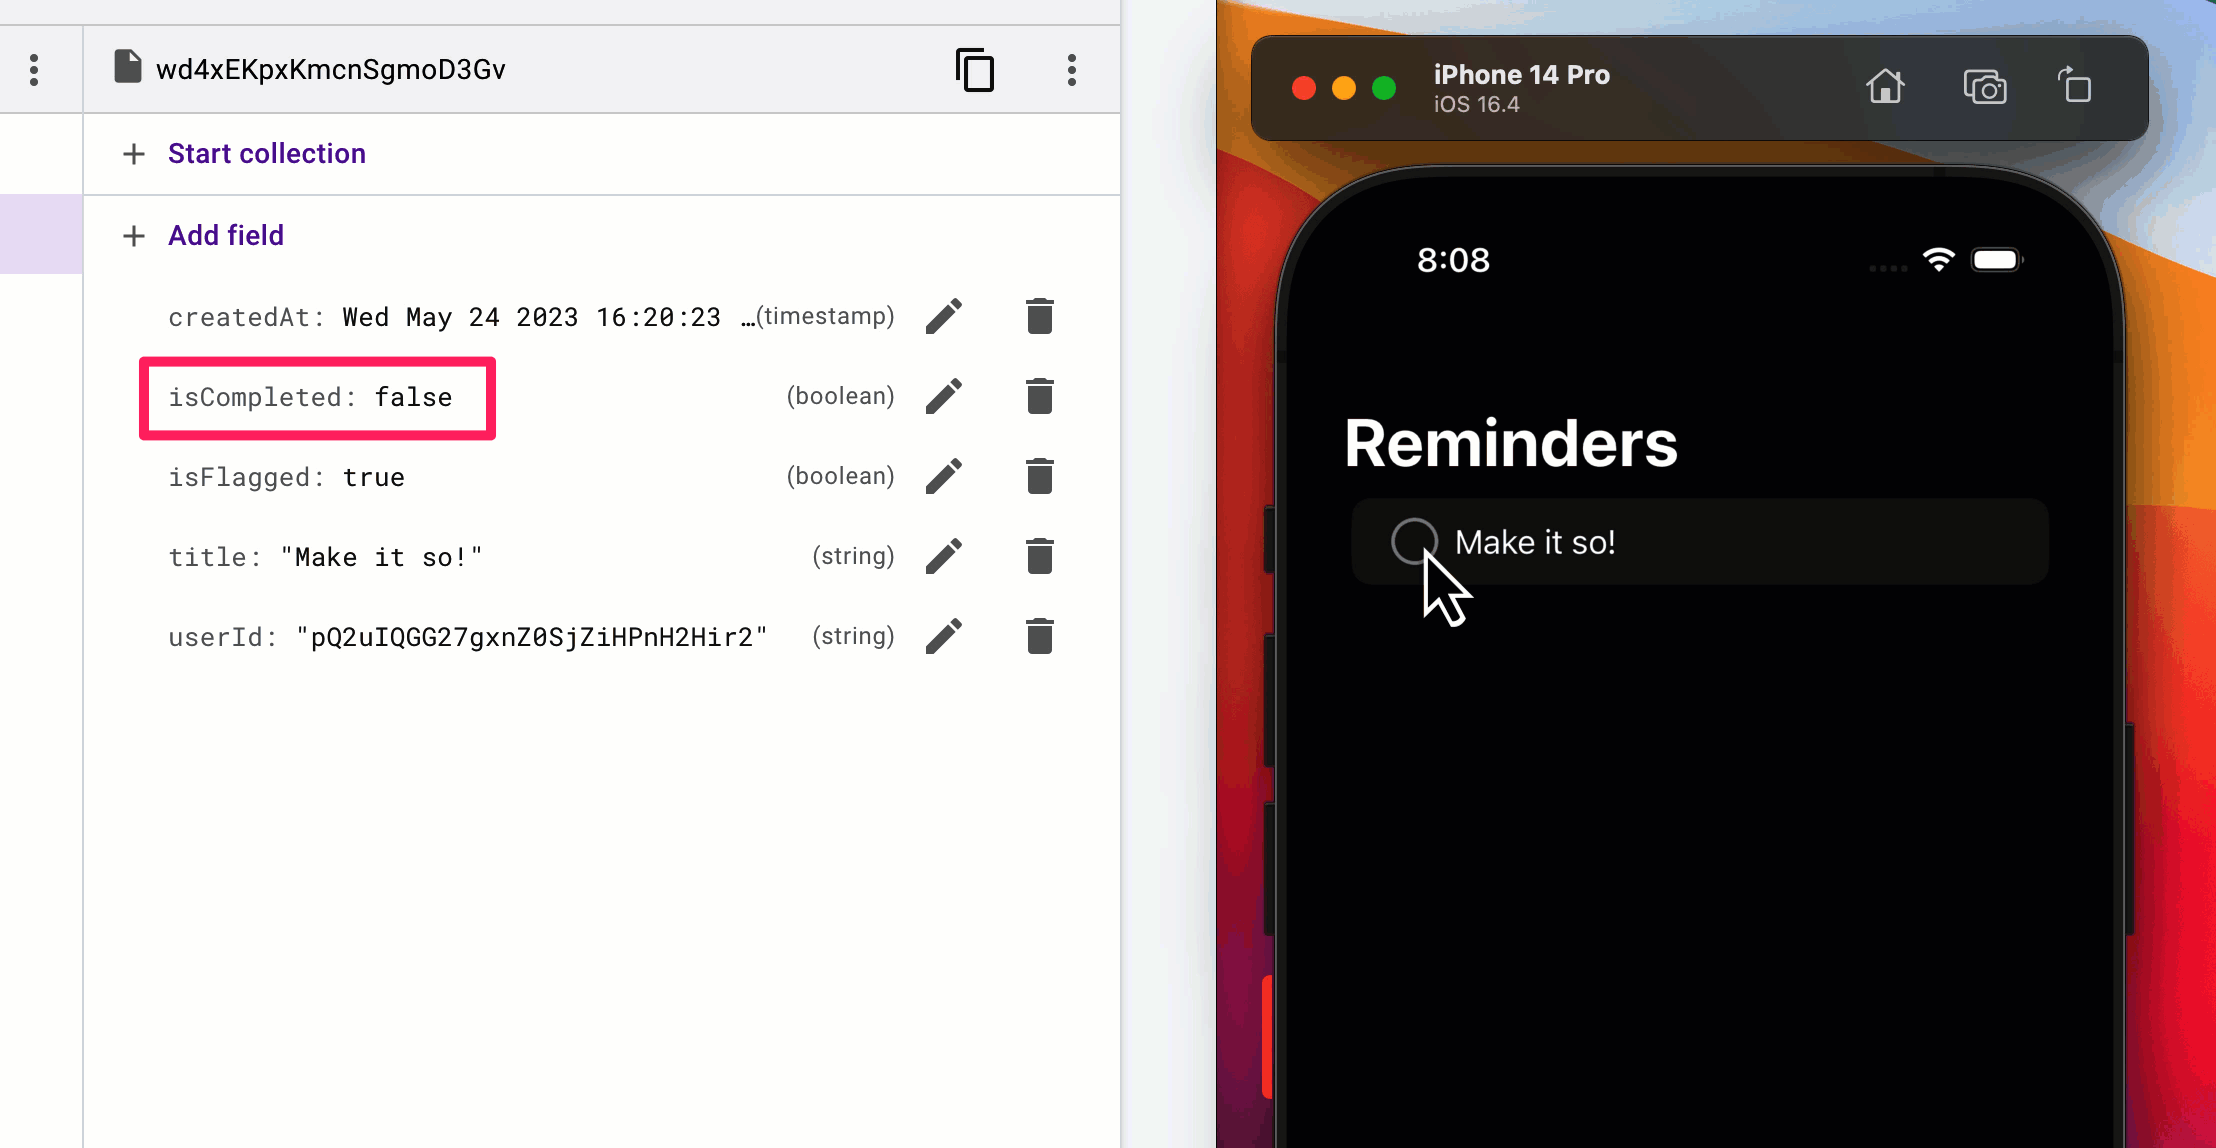 wd4xEKpxKmcnSgmoD3Gv
Start collection
Add field
createdAt: Wed May 24 2023 16:20:23 …(timestamp)
isCompleted: false (boolean)
isFlagged: true (boolean)
title: "Make it so!" (string)
userId: "pQ2uIQGG27gxnZ0SjZiHPnH2Hir2" (string)
iPhone 14 Pro
iOS 16.4
8:08
Reminders
Make it so!